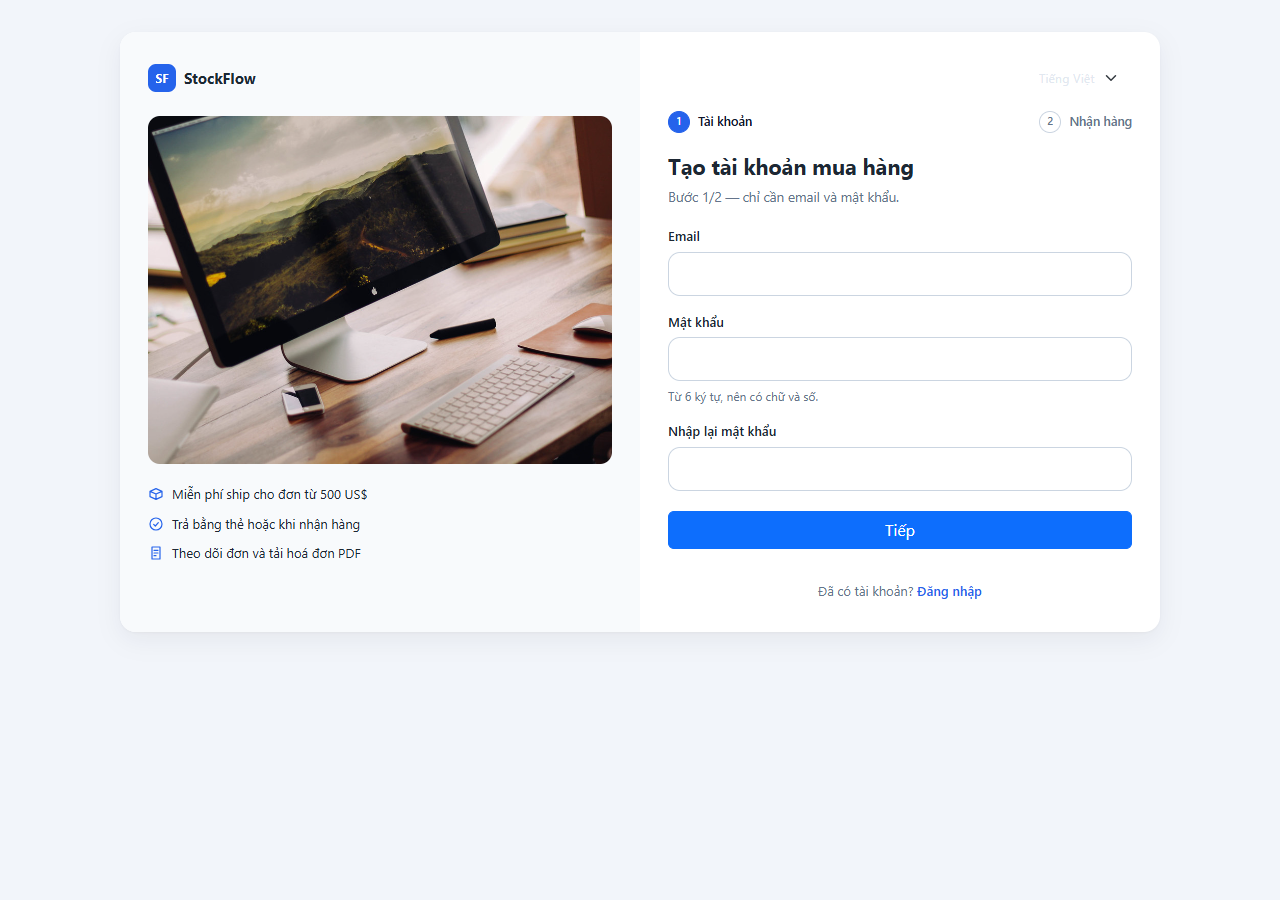 SF StockFlow
Miễn phí ship cho đơn từ 500 US$
Trả bằng thẻ hoặc khi nhận hàng
Theo dõi đơn và tải hoá đơn PDF
Tiếng Việt
1 Tài khoản
2 Nhận hàng
Tạo tài khoản mua hàng
Bước 1/2 — chỉ cần email và mật khẩu.
Email
Mật khẩu
Từ 6 ký tự, nên có chữ và số.
Nhập lại mật khẩu
Tiếp
Đã có tài khoản? Đăng nhập